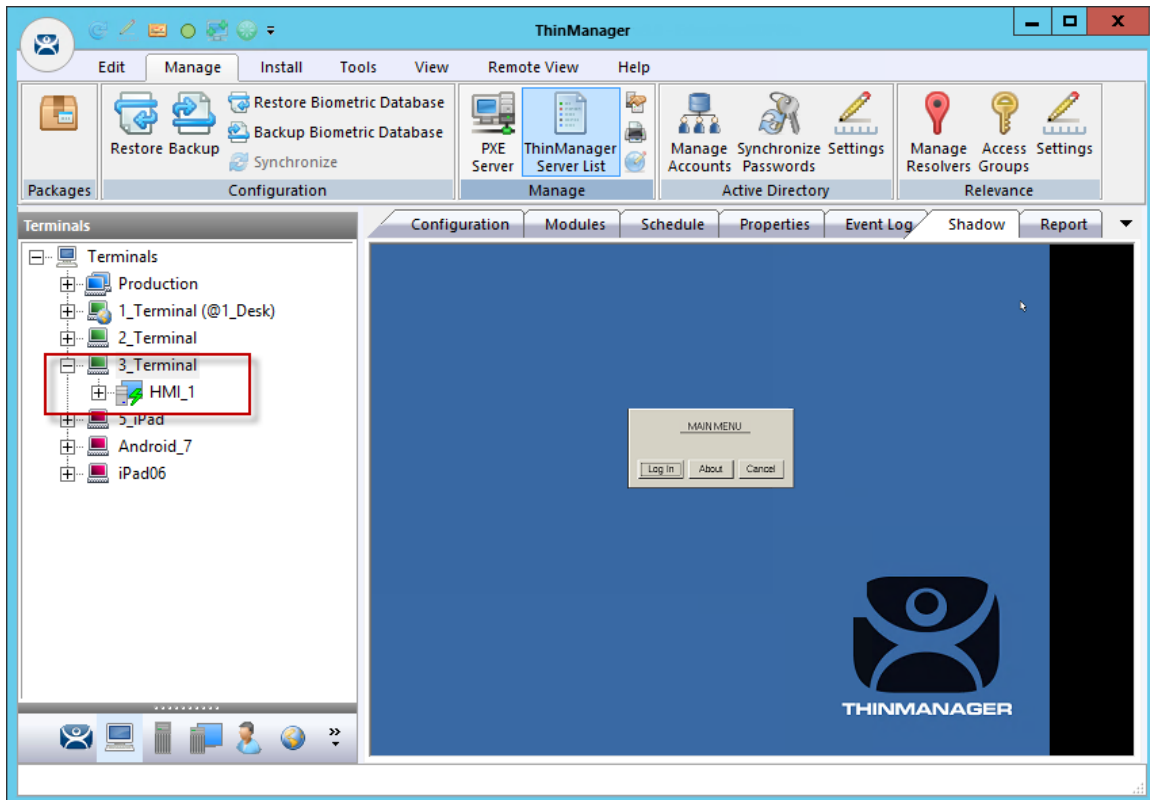 ThinManager
Edit Manage Install Tools View Remote View Help
Restore Backup
Restore Biometric Database
Backup Biometric Database
Synchronize
PXE Server
ThinManager Server List
Manage Accounts
Synchronize Passwords
Settings
Manage Resolvers
Access Groups
Settings
Packages Configuration Manage Active Directory Relevance
Terminals
Configuration Modules Schedule Properties Event Log Shadow Report
Terminals
Production
1_Terminal (@1_Desk)
2_Terminal
3_Terminal
HMI_1
5_iPad
Android_7
iPad06
MAIN MENU
Log In About Cancel
THINMANAGER